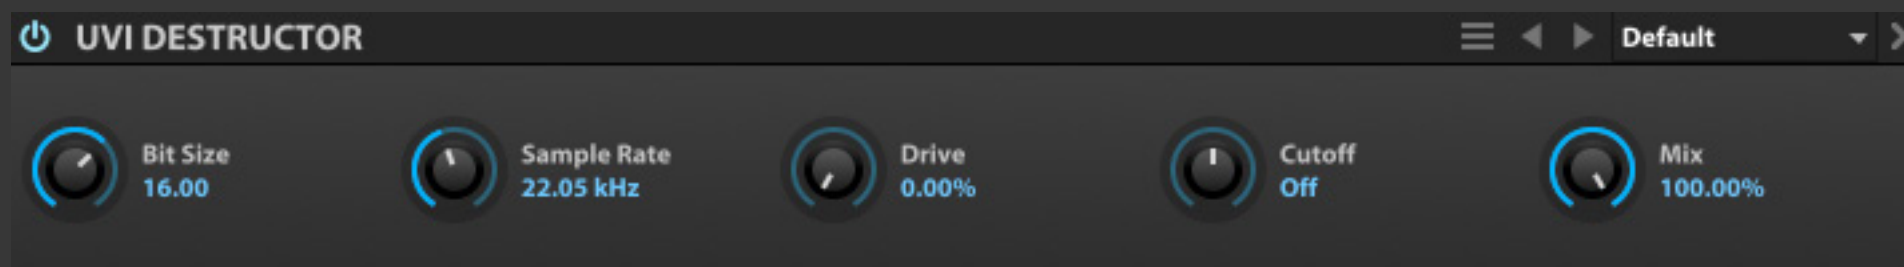 UVI DESTRUCTOR
Default
Bit Size
16.00
Sample Rate
22.05 kHz
Drive
0.00%
Cutoff
Off
Mix
100.00%